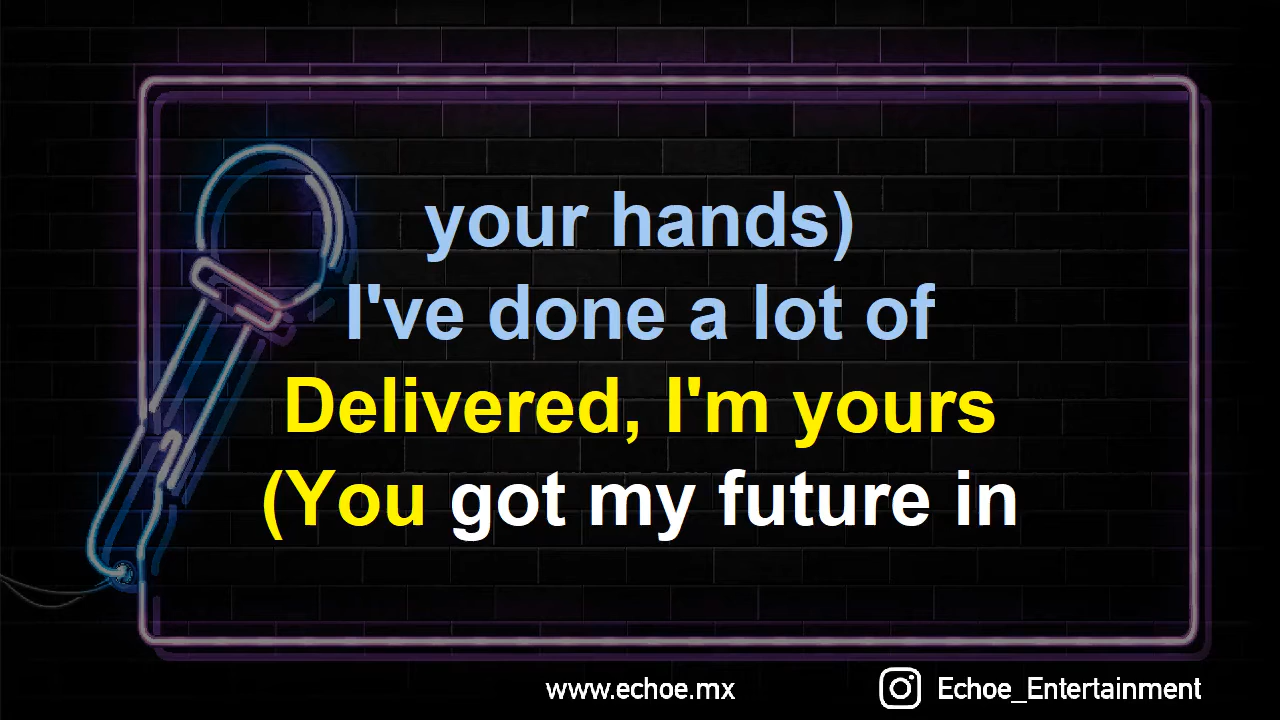 your hands)
I've done a lot of
Delivered, I'm yours
(You got my future in
www.echoe.mx
Echoe_Entertainment